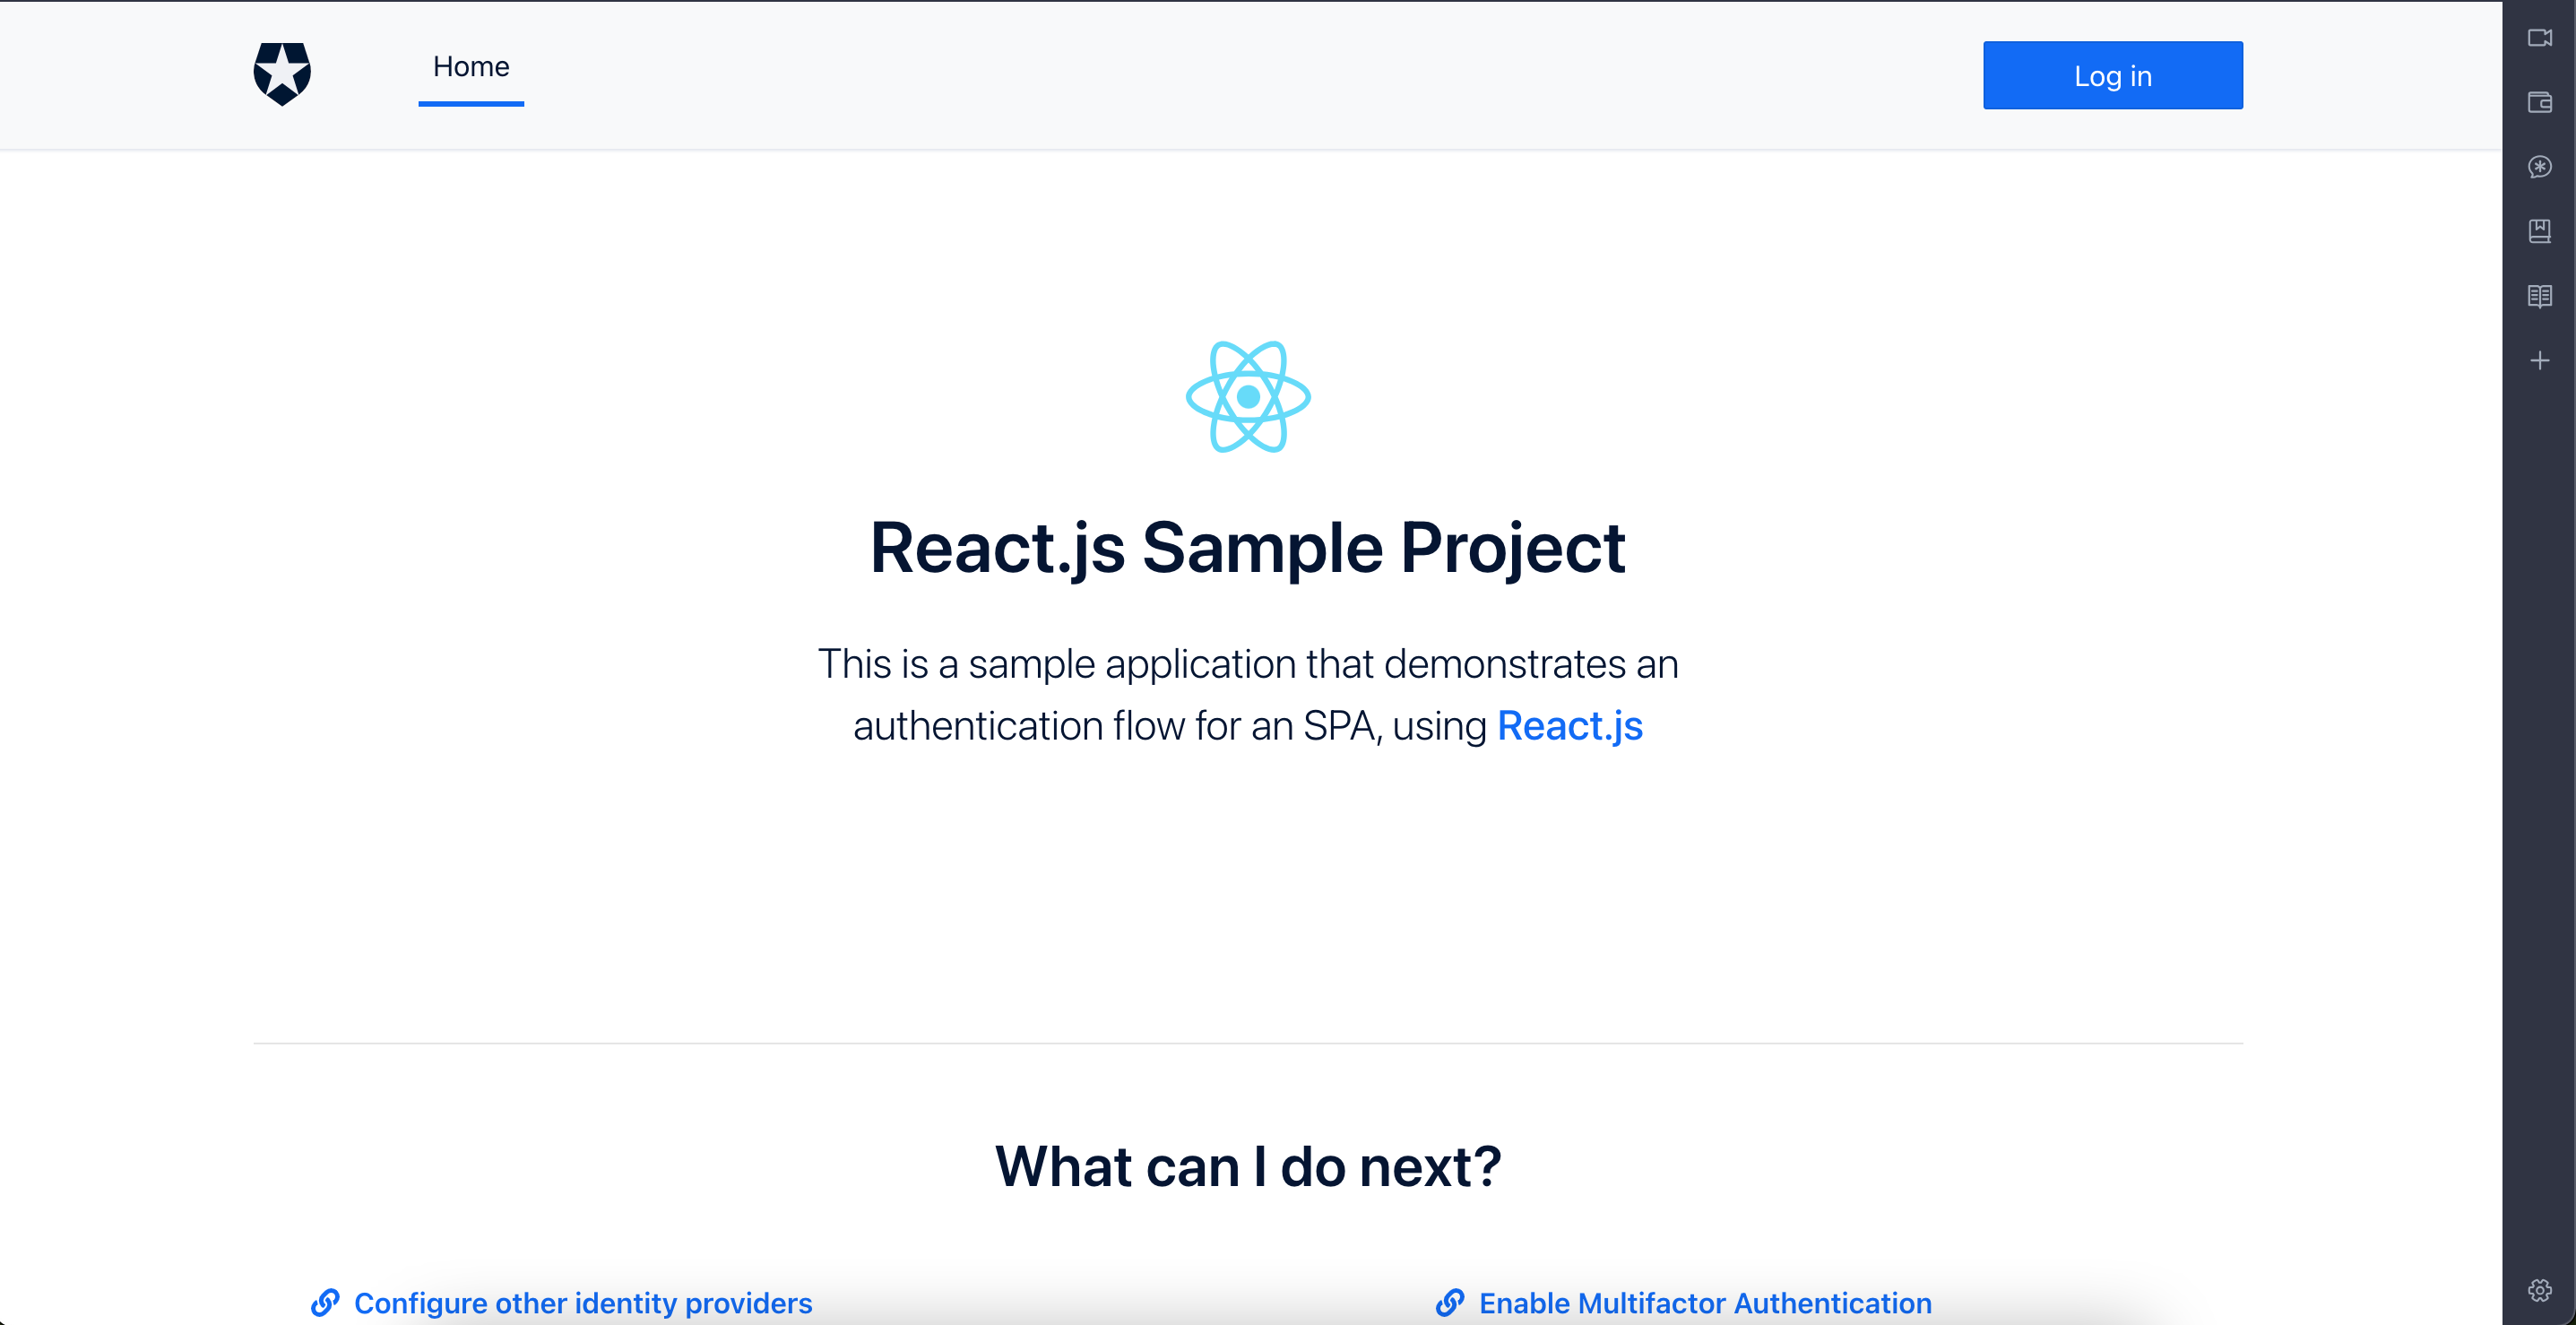 Home
Log in
React.js Sample Project
This is a sample application that demonstrates an
authentication flow for an SPA, using React.js
What can I do next?
Configure other identity providers
Enable Multifactor Authentication